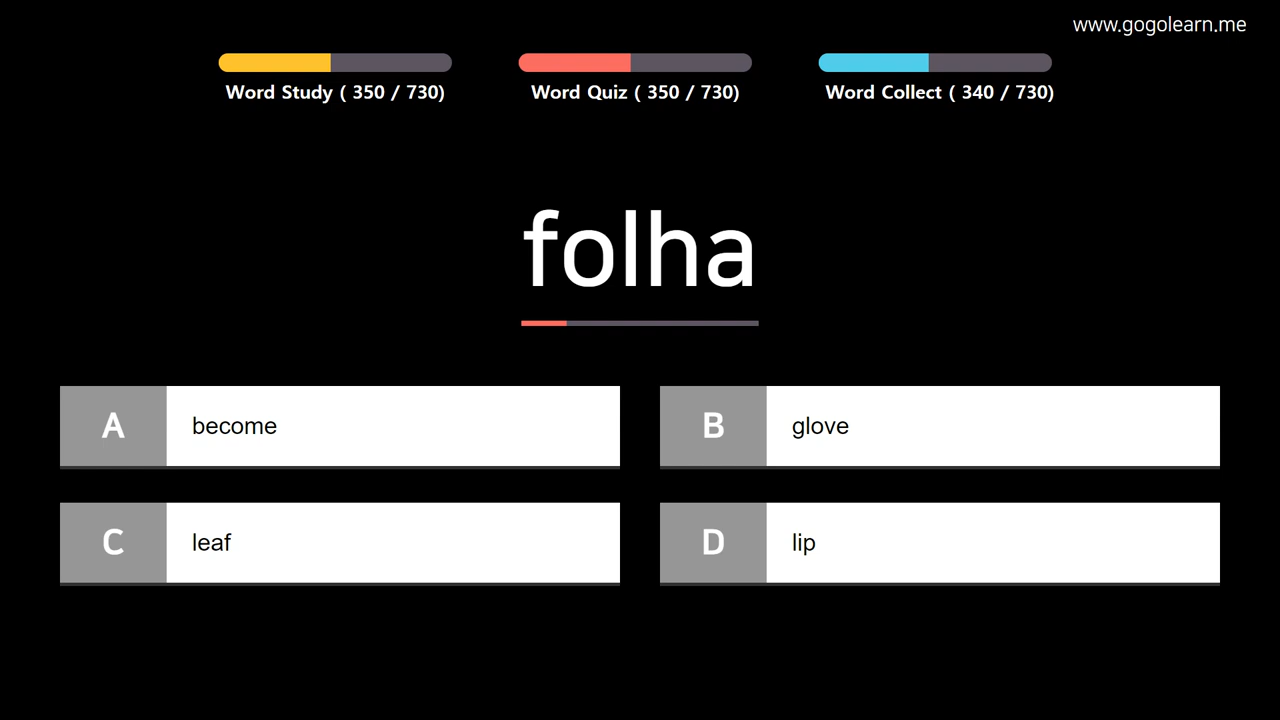 www.gogolearn.me
Word Study ( 350 / 730)
Word Quiz ( 350 / 730)
Word Collect ( 340 / 730)
folha
A become
B glove
C leaf
D lip